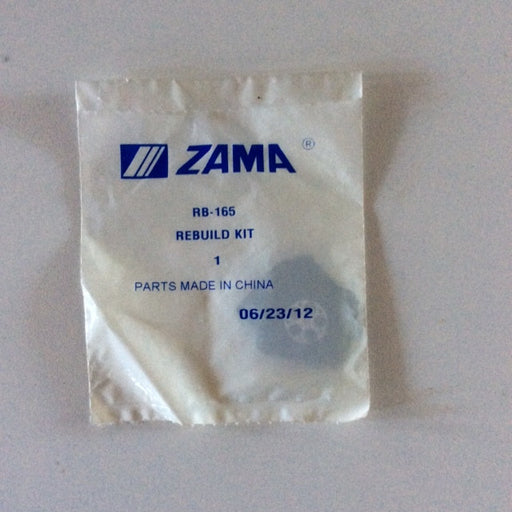 ZAMA ®
RB-165
REBUILD KIT
1
PARTS MADE IN CHINA
06/23/12